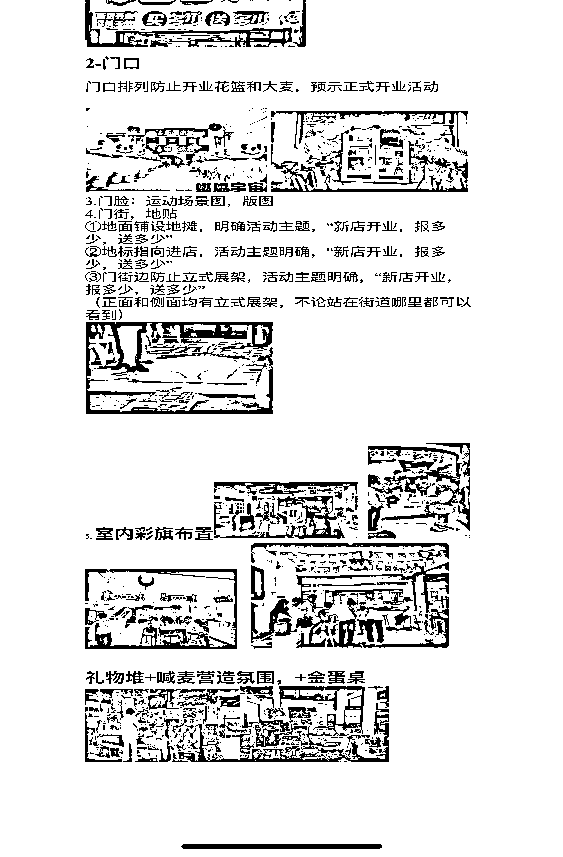 买多少送多少
2-门口
门口排列防止开业花篮和大麦，预示正式开业活动
3.门脸：运动场景图，版图
4.门街，地贴
①地面铺设地摊，明确活动主题，“新店开业，报多
少，送多少”
②地标指向进店，活动主题明确，“新店开业，报多
少，送多少”
③门街边防止立式展架，活动主题明确，“新店开业，
报多少，送多少”
（正面和侧面均有立式展架，不论站在街道哪里都可以
看到）
5.室内彩旗布置
礼物堆+喊麦营造氛围，+金蛋桌